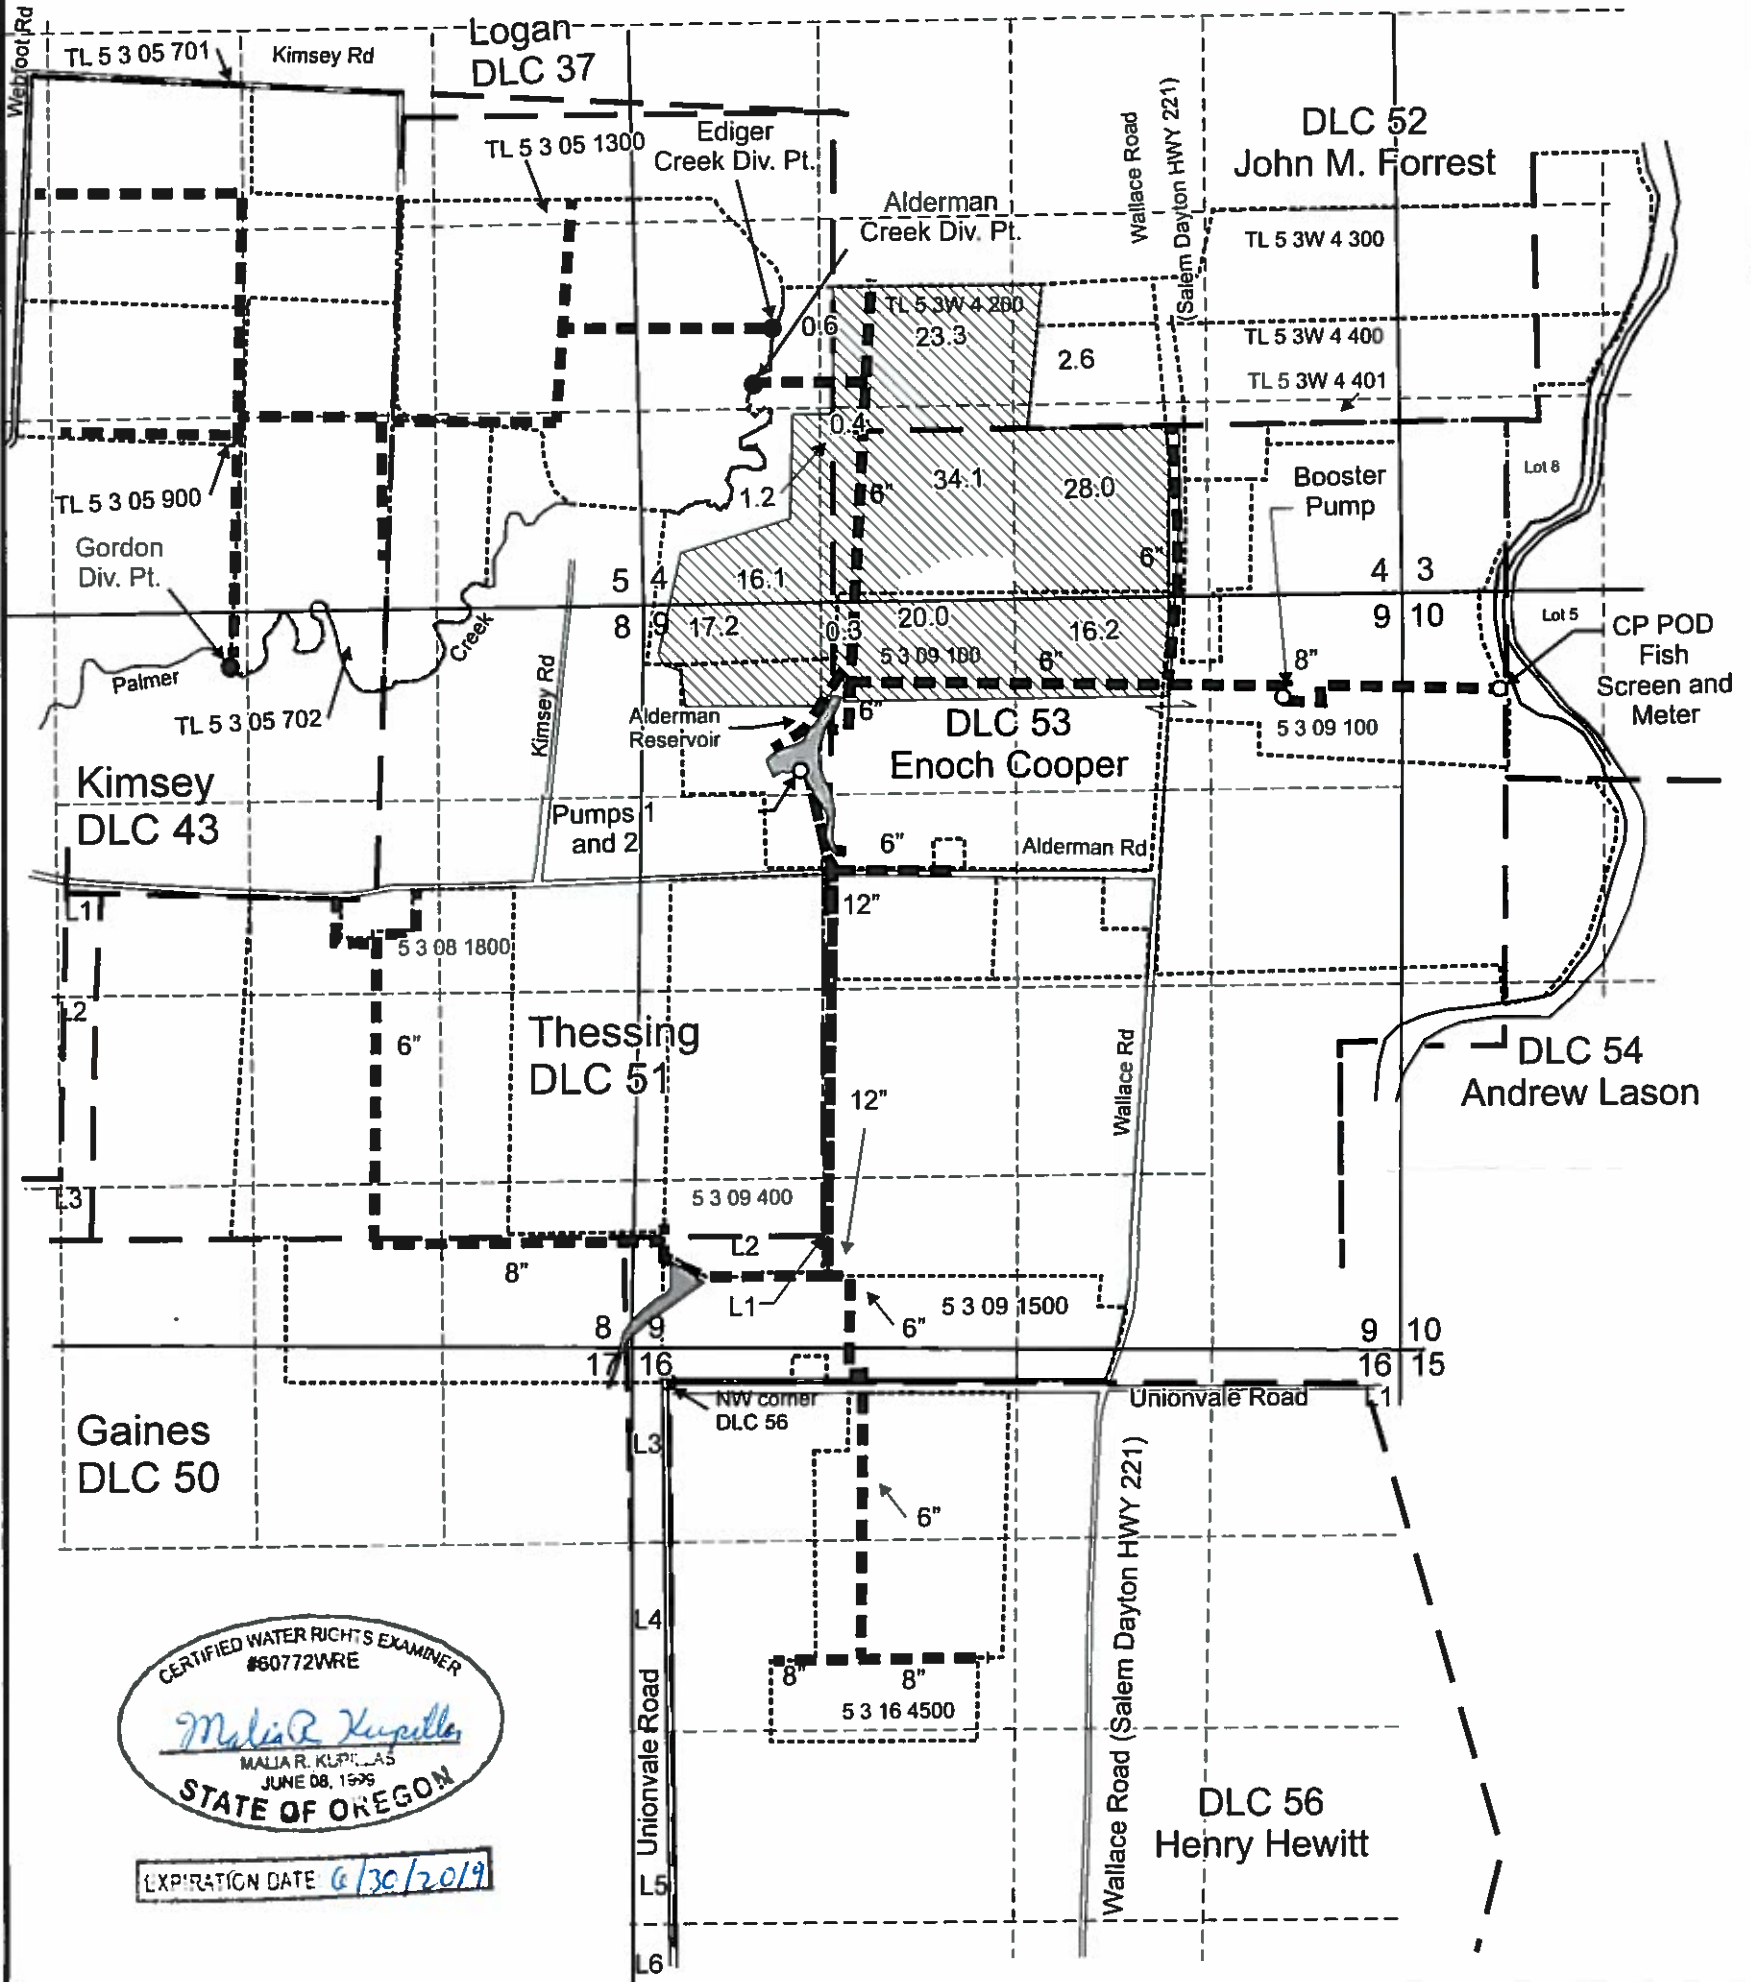 Webfoot Rd
TL 5 3 05 701
Kimsey Rd
Logan
DLC 37
TL 5 3 05 1300
Ediger
Creek Div. Pt.
Alderman
Creek Div. Pt.
Wallace Road
(Salem Dayton HWY 221)
DLC 52
John M. Forrest
TL 5 3W 4 300
TL 5 3W 4 400
TL 5 3W 4 401
TL 5 3W 4 200
23.3
0.6
2.6
0.4
1.2
34.1
28.0
6"
6"
Booster
Pump
Lot 8
TL 5 3 05 900
Gordon
Div. Pt.
5 4
8 9
16.1
17.2
0.3
20.0
16.2
5 3 09 100
6"
6"
4 3
9 10
Lot 5
CP POD
Fish
Screen and
Meter
8"
5 3 09 100
Palmer
Creek
TL 5 3 05 702
Kimsey Rd
Alderman
Reservoir
DLC 53
Enoch Cooper
Kimsey
DLC 43
Pumps 1
and 2
6"
Alderman Rd
12"
L1
5 3 08 1800
L2
6"
Thessing
DLC 51
12"
Wallace Rd
DLC 54
Andrew Lason
L3
5 3 09 400
L2
8"
L1
6"
5 3 09 1500
8 9
17 16
9 10
16 15
NW corner
DLC 56
Unionvale Road
L1
Gaines
DLC 50
L3
6"
L4
8"
8"
5 3 16 4500
Unionvale Road
Wallace Road (Salem Dayton HWY 221)
DLC 56
Henry Hewitt
L5
L6
CERTIFIED WATER RIGHTS EXAMINER
#60772WRE
Malia R Kupillas
MALIA R. KUPILLAS
JUNE 08, 1999
STATE OF OREGON
EXPIRATION DATE: 6/30/2019